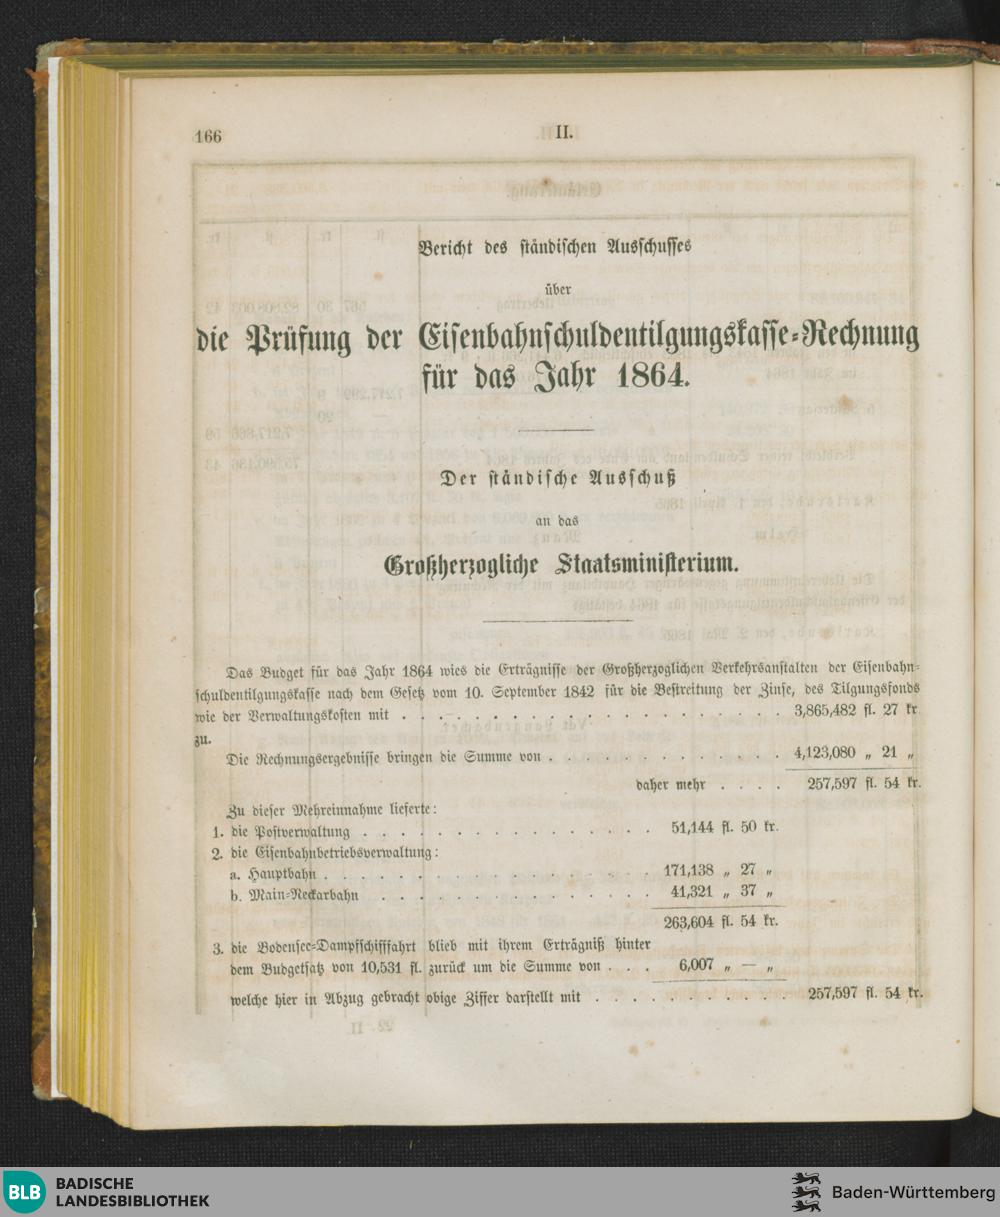 166
II.
Bericht des ständischen Ausschusses
über
die Prüfung der Eisenbahnschuldentilgungskasse-Rechnung
für das Jahr 1864.
Der ständische Ausschuß
an das
Großherzogliche Staatsministerium.
Das Budget für das Jahr 1864 wies die Erträgnisse der Großherzoglichen Verkehrsanstalten der Eisenbahn-
schuldentilgungskasse nach dem Gesetz vom 10. September 1842 für die Bestreitung der Zinse, des Tilgungsfonds
wie der Verwaltungskosten mit . . . . . . . . . . . . . . . . . 3,865,482 fl. 27 kr
zu.
Die Rechnungsergebnisse bringen die Summe von . . . . . . . . . . . 4,123,080 „ 21 „
daher mehr . . . . 257,597 fl. 54 kr.
Zu dieser Mehreinnahme lieferte:
1. die Postverwaltung . . . . . . . . . . . . . 51,144 fl. 50 kr.
2. die Eisenbahnbetriebsverwaltung:
a. Hauptbahn . . . . . . . . . . . . . . 171,138 „ 27 „
b. Main-Neckarbahn . . . . . . . . . . . . 41,321 „ 37 „
263,604 fl. 54 kr.
3. die Bodensee-Dampfschifffahrt blieb mit ihrem Erträgniß hinter
dem Budgetsatz von 10,531 fl. zurück um die Summe von . . . 6,007 „ — „
welche hier in Abzug gebracht obige Ziffer darstellt mit . . . . . . . . . 257,597 fl. 54 kr.
BLB BADISCHE
LANDESBIBLIOTHEK
Baden-Württemberg